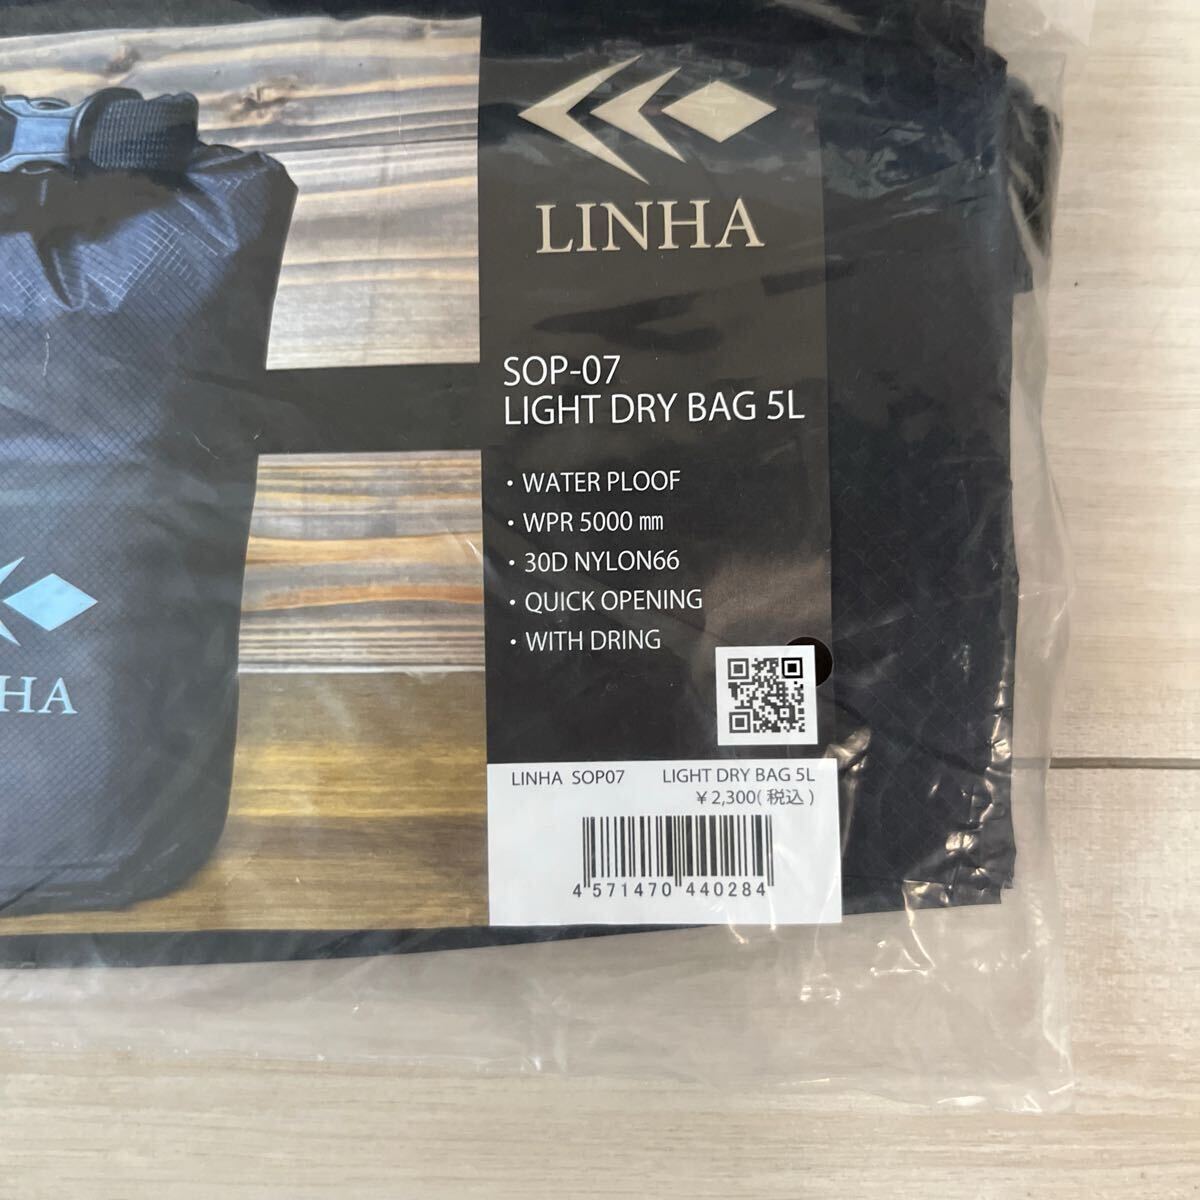 LINHA
SOP-07
LIGHT DRY BAG 5L
・WATER PLOOF
・WPR 5000 ㎜
・30D NYLON66
・QUICK OPENING
・WITH DRING
NHA
LINHA SOP07 LIGHT DRY BAG 5L
¥2,300(税込)
4 571470 440284